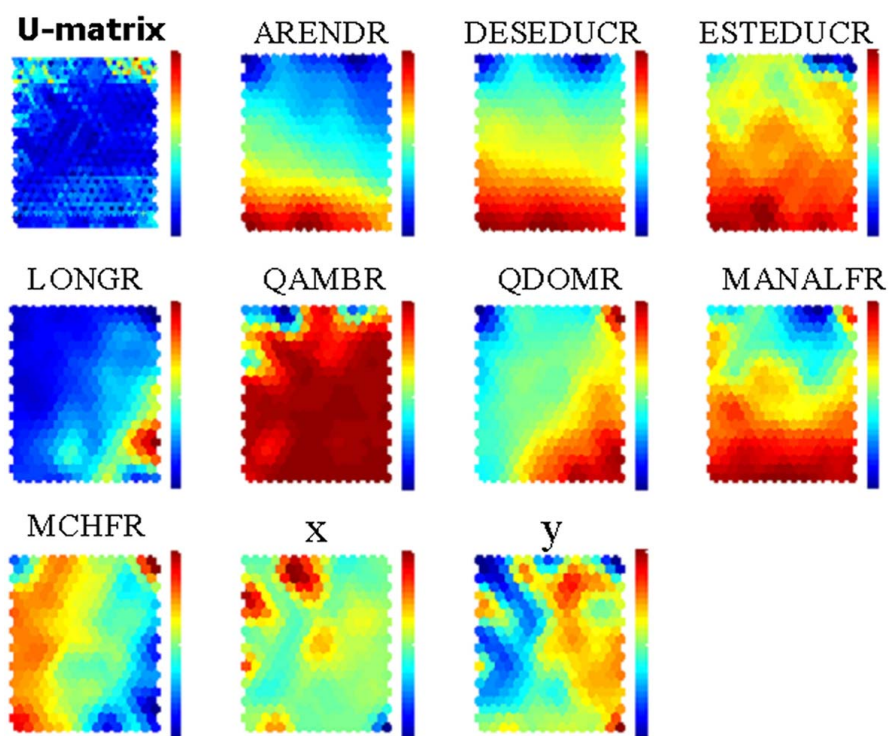 U-matrix ARENDR DESEDUCR ESTEDUCR
LONGR QAMBR QDOMR MANALFR
MCHFR x y